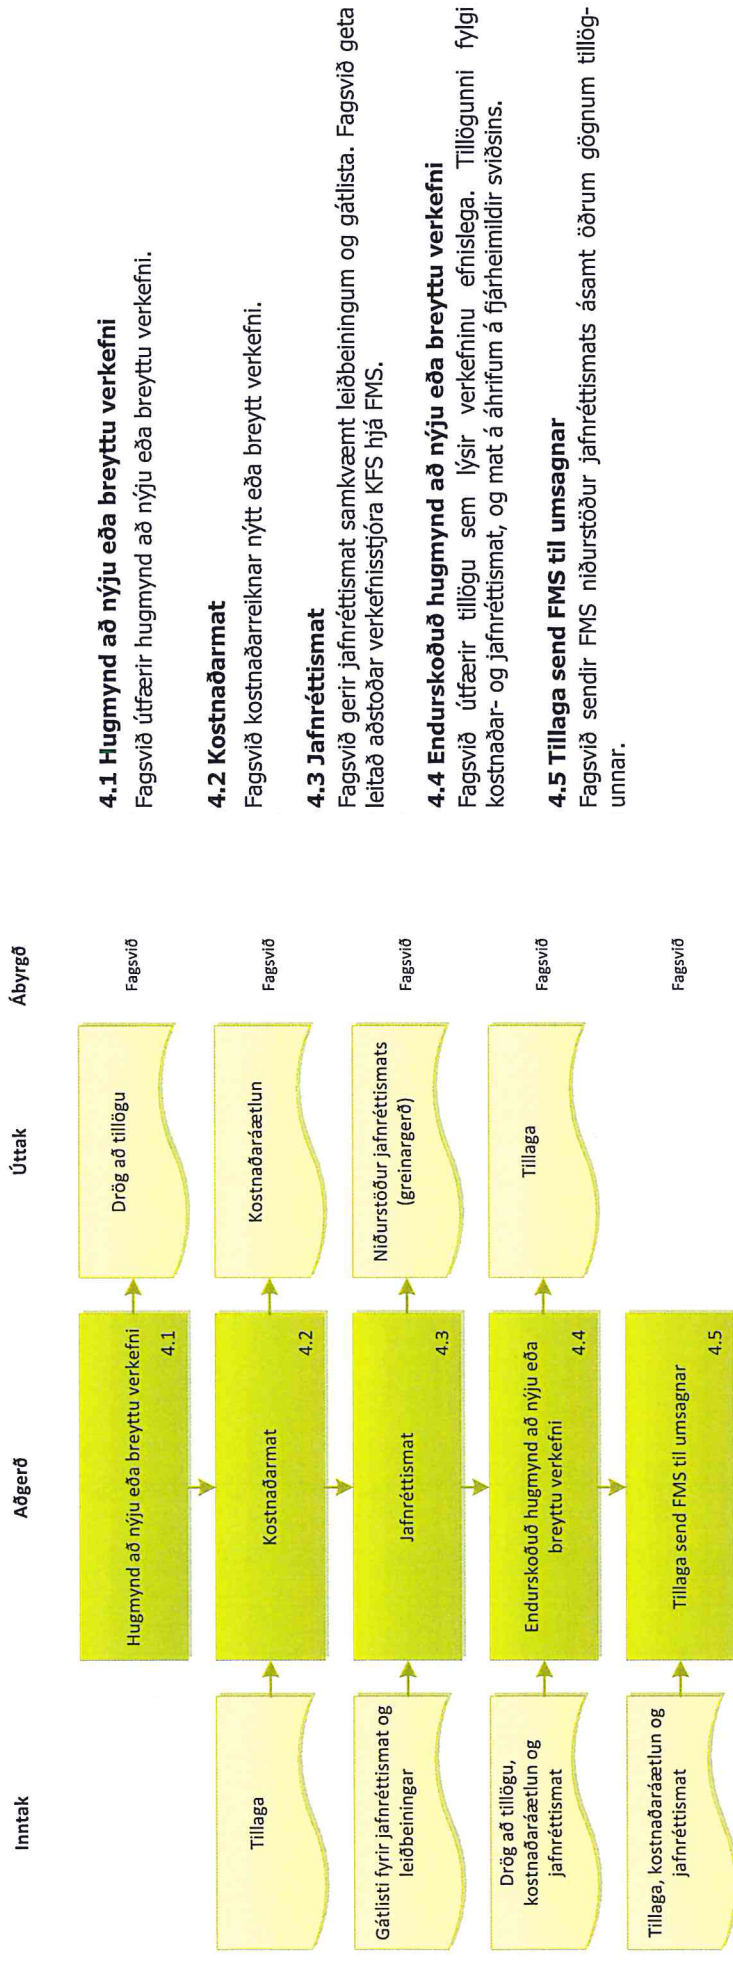 Inntak
Aðgerð
Úttak
Ábyrgð
Hugmynd að nýju eða breyttu verkefni
4.1
Drög að tillögu
Fagsvið
Tillaga
Kostnaðarmat
4.2
Kostnaðaráætlun
Fagsvið
Gátlisti fyrir jafnréttismat og
leiðbeiningar
Jafnréttismat
4.3
Niðurstöður jafnréttismats
(greinargerð)
Fagsvið
Drög að tillögu,
kostnaðaráætlun og
jafnréttismat
Endurskoðuð hugmynd að nýju eða
breyttu verkefni
4.4
Tillaga
Fagsvið
Tillaga, kostnaðaráætlun og
jafnréttismat
Tillaga send FMS til umsagnar
4.5
Fagsvið
4.1 Hugmynd að nýju eða breyttu verkefni
Fagsvið útfærir hugmynd að nýju eða breyttu verkefni.
4.2 Kostnaðarmat
Fagsvið kostnaðarreiknar nýtt eða breytt verkefni.
4.3 Jafnréttismat
Fagsvið gerir jafnréttismat samkvæmt leiðbeiningum og gátlista. Fagsvið geta
leitað aðstoðar verkefnisstjóra KFS hjá FMS.
4.4 Endurskoðuð hugmynd að nýju eða breyttu verkefni
Fagsvið útfærir tillögu sem lýsir verkefninu efnislega. Tillögunni fylgi
kostnaðar- og jafnréttismat, og mat á áhrifum á fjárheimildir sviðsins.
4.5 Tillaga send FMS til umsagnar
Fagsvið sendir FMS niðurstöður jafnréttismats ásamt öðrum gögnum tillög-
unnar.